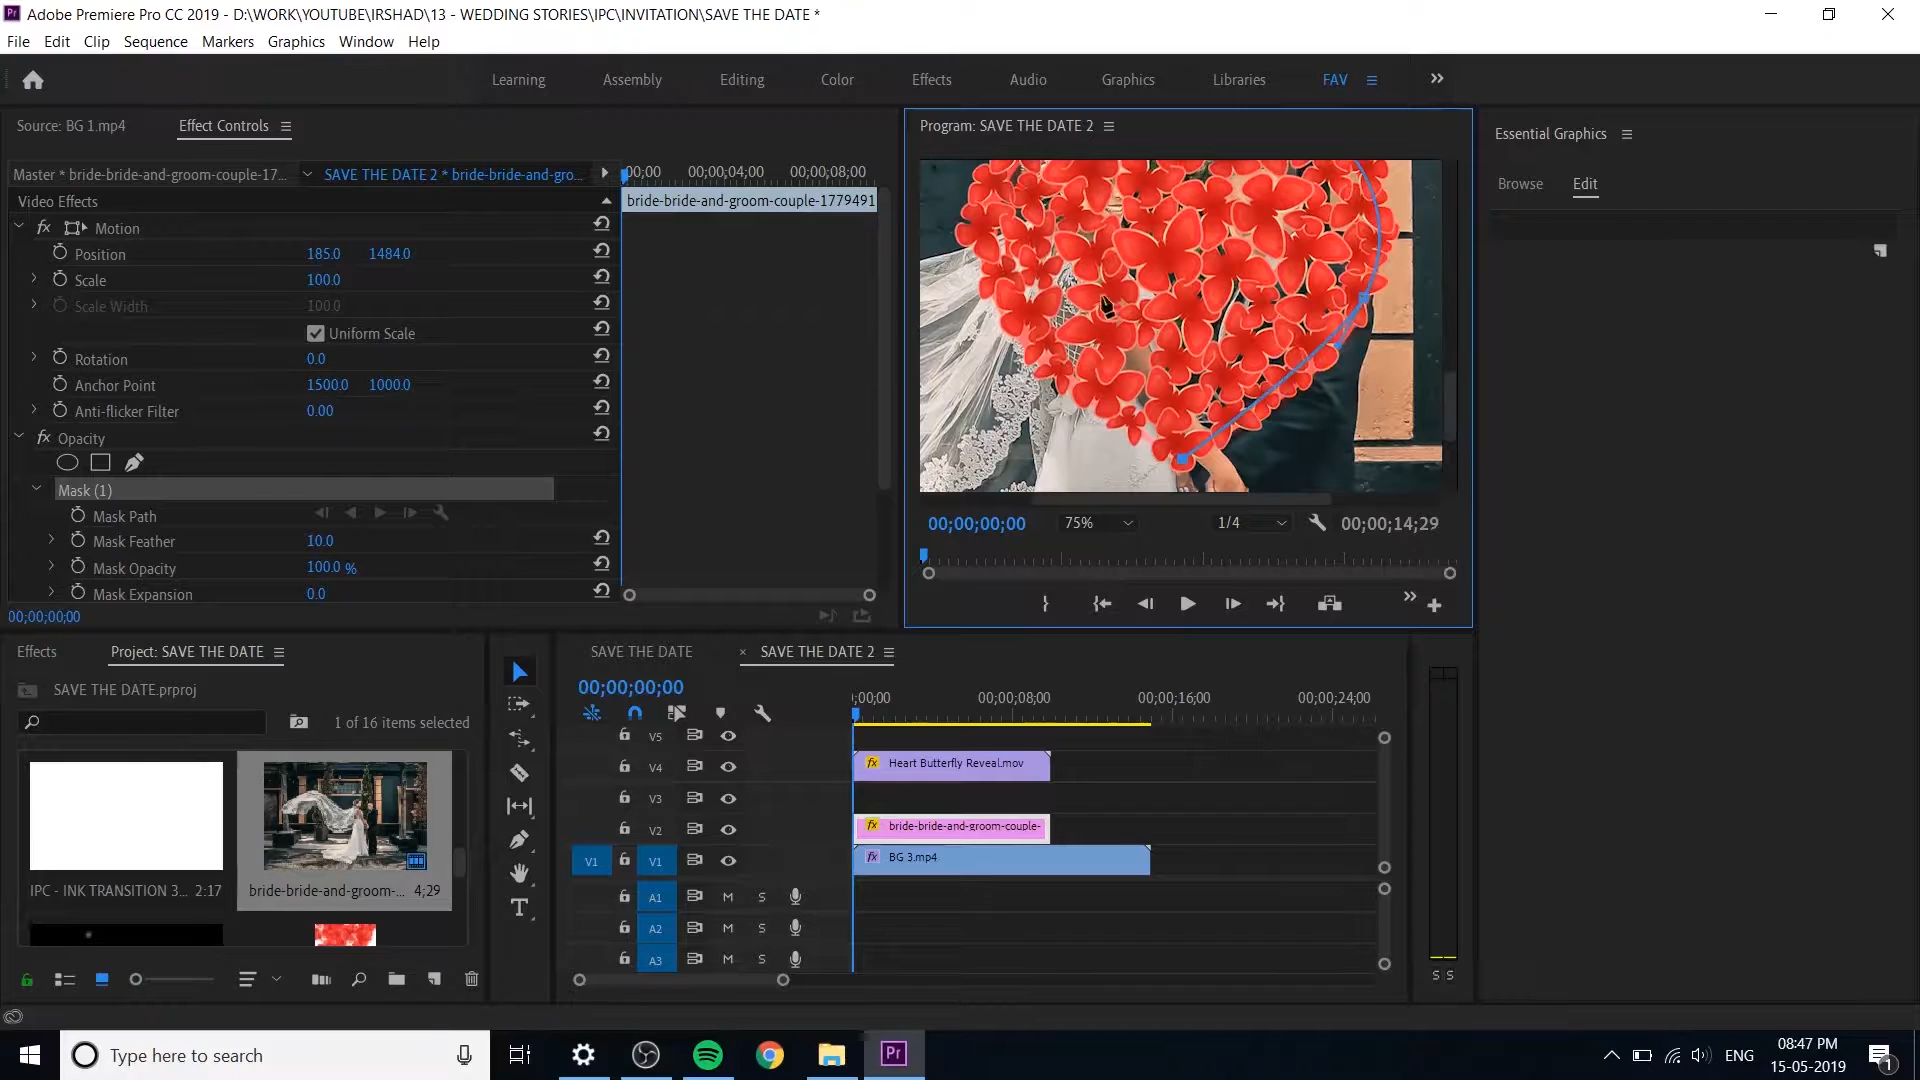 Adobe Premiere Pro CC 2019 - D:\WORK\YOUTUBE\IRSHAD\13 - WEDDING STORIES\IPC\INVITATION\SAVE THE DATE *
File Edit Clip Sequence Markers Graphics Window Help
Learning Assembly Editing Color Effects Audio Graphics Libraries FAV
Source: BG 1.mp4 Effect Controls
Program: SAVE THE DATE 2
Essential Graphics
Browse Edit
Master * bride-bride-and-groom-couple-17... SAVE THE DATE 2 * bride-bride-and-gro...
00;00 00;00;04;00 00;00;08;00
Video Effects
bride-bride-and-groom-couple-1779491
fx Motion
Position 185.0 1484.0
Scale 100.0
Scale Width 100.0
Uniform Scale
Rotation 0.0
Anchor Point 1500.0 1000.0
Anti-flicker Filter 0.00
fx Opacity
Mask (1)
Mask Path
Mask Feather 10.0
Mask Opacity 100.0 %
Mask Expansion 0.0
00;00;00;00
00;00;00;00 75% 1/4 00;00;14;29
Effects Project: SAVE THE DATE
SAVE THE DATE.prproj
1 of 16 items selected
IPC - INK TRANSITION 3... 2:17
bride-bride-and-groom-... 4;29
SAVE THE DATE × SAVE THE DATE 2
00;00;00;00
;00;00 00;00;08;00 00;00;16;00 00;00;24;00
V5
V4 fx Heart Butterfly Reveal.mov
V3
V2 fx bride-bride-and-groom-couple-
V1 V1 fx BG 3.mp4
A1 M S
A2 M S
A3 M S
S S
T
Type here to search
Pr
ENG
08:47 PM
15-05-2019
1